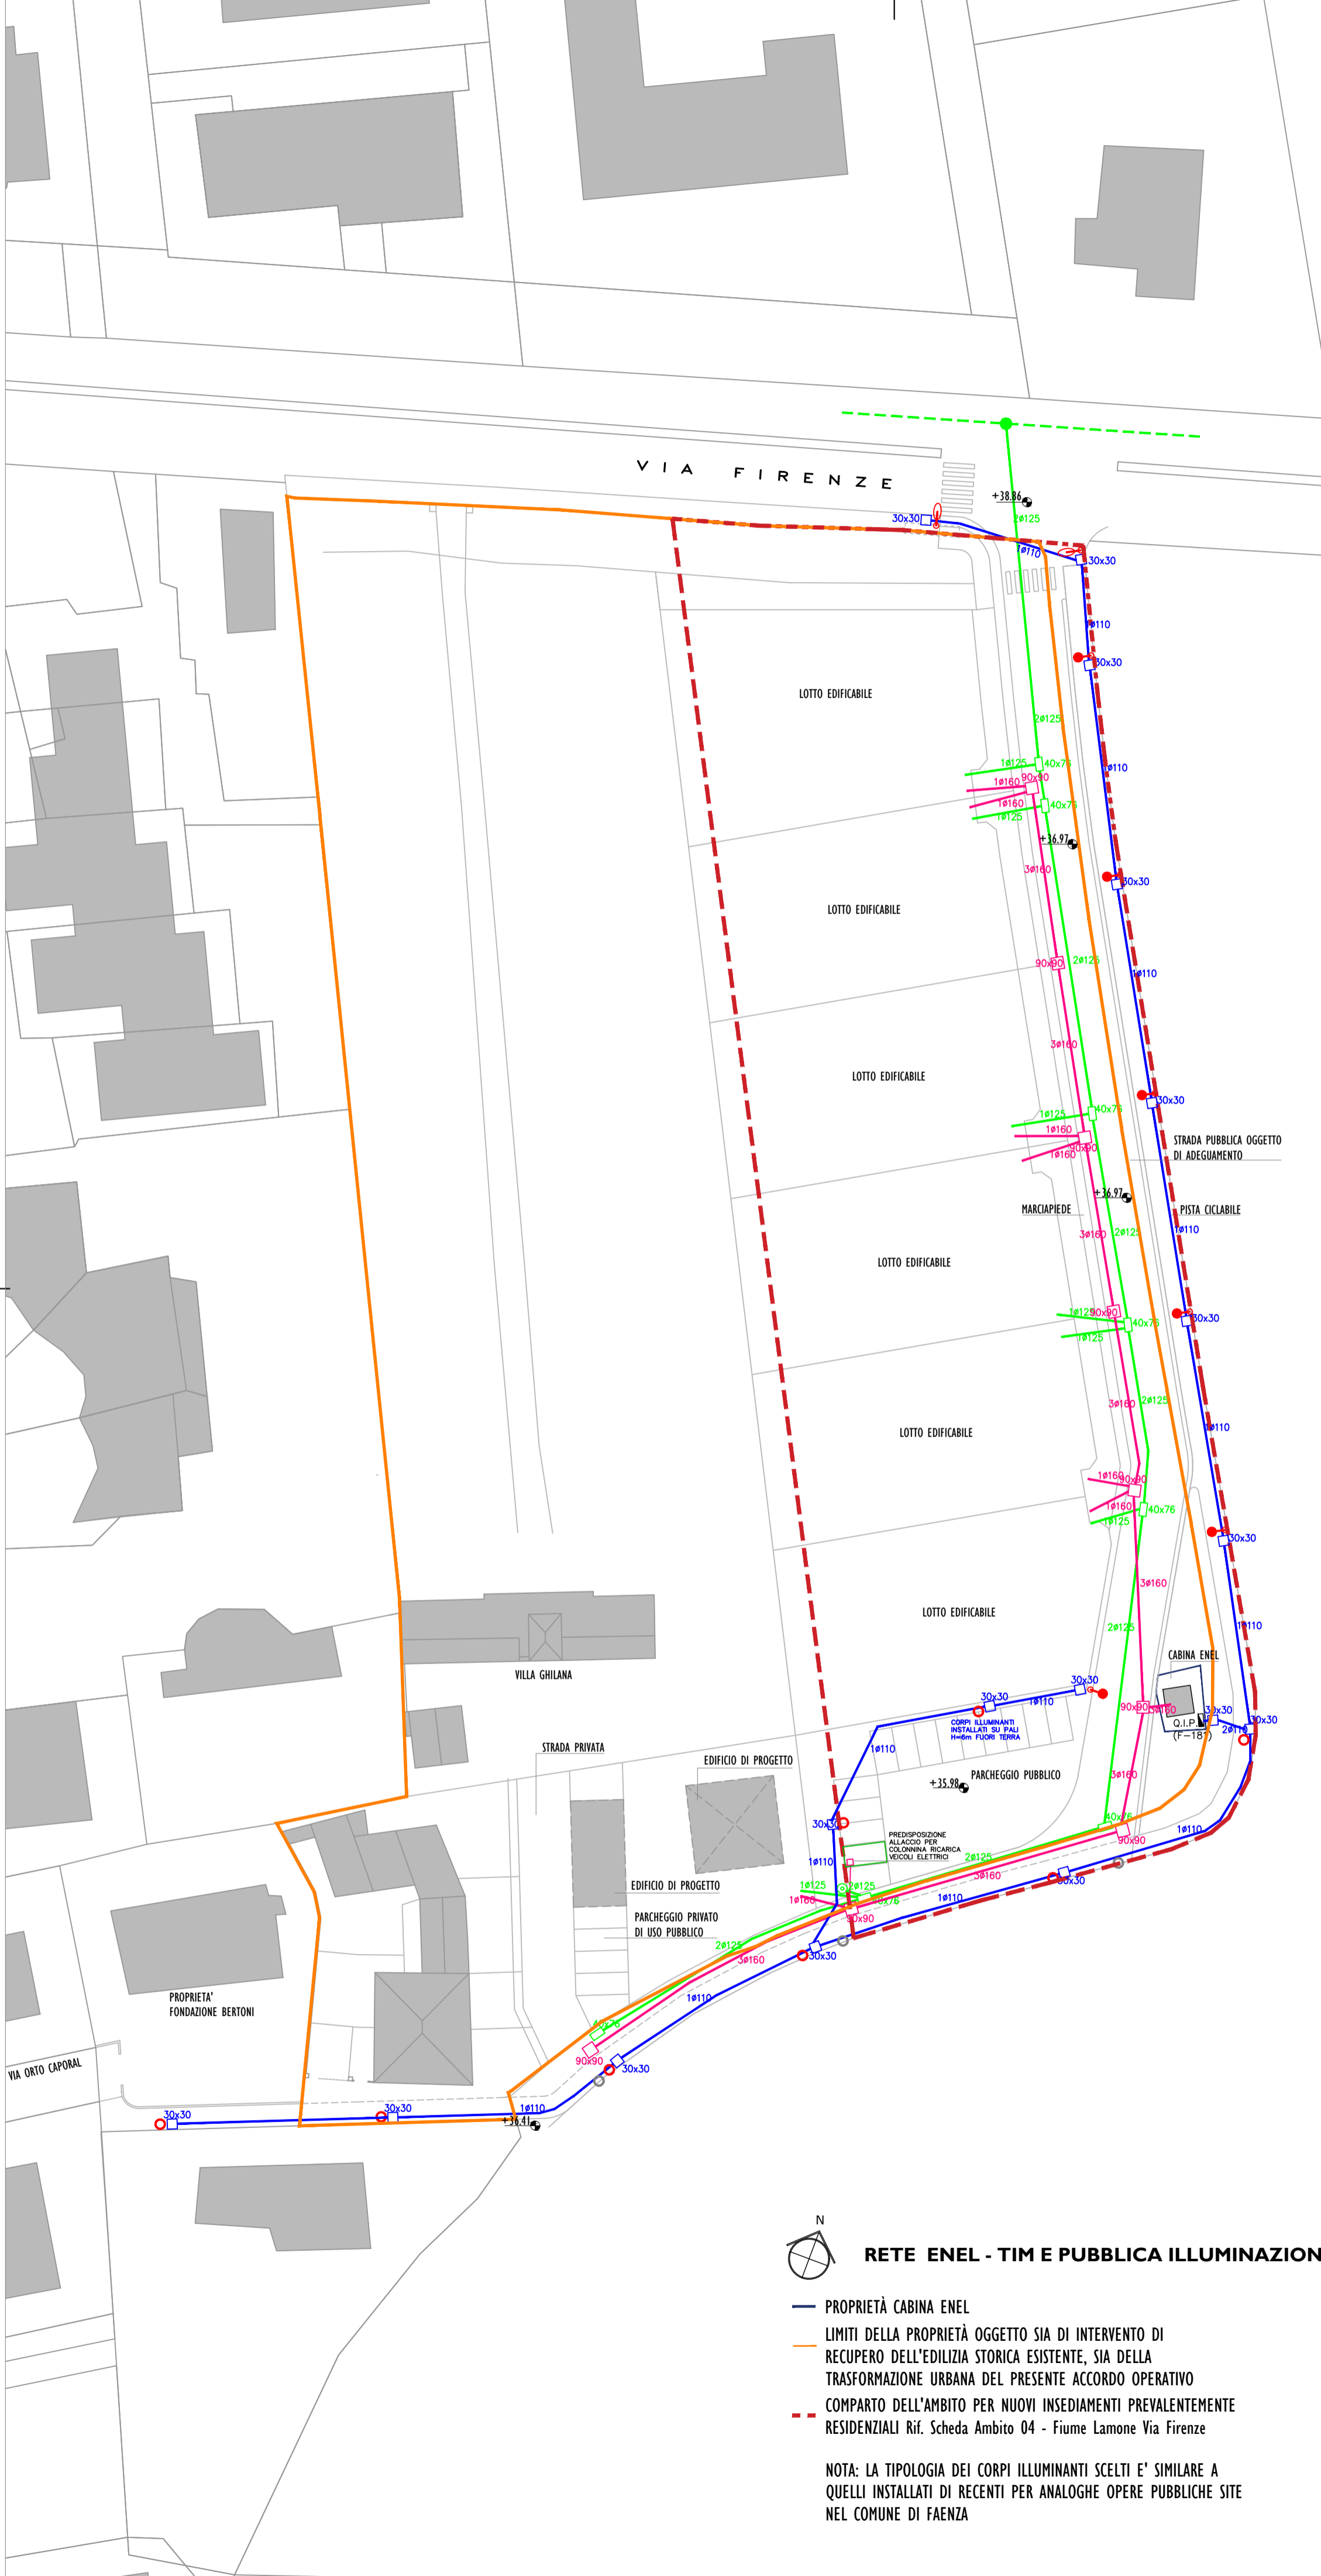 VIA FIRENZE
+38.86
30x30
2ø125
1ø110
30x30
1ø110
30x30
LOTTO EDIFICABILE
2ø125
1ø125
40x76
1ø110
90x90
1ø160
1ø160
40x76
1ø125
+36.97
3ø160
30x30
LOTTO EDIFICABILE
90x90
2ø125
1ø110
3ø160
LOTTO EDIFICABILE
30x30
40x76
1ø125
1ø160
90x90
1ø160
STRADA PUBBLICA OGGETTO
DI ADEGUAMENTO
+36.97
MARCIAPIEDE
PISTA CICLABILE
3ø160
2ø125
1ø110
LOTTO EDIFICABILE
1ø125
90x90
40x76
30x30
1ø125
3ø160
2ø125
1ø110
LOTTO EDIFICABILE
1ø160
90x90
1ø160
40x76
1ø125
30x30
3ø160
LOTTO EDIFICABILE
2ø125
1ø110
CABINA ENEL
VILLA GHILANA
30x30
30x30
1ø110
90x90
3ø160
30x30
30x30
Q.I.P.
2ø110
CORPI ILLUMINANTI
INSTALLATI SU PALI
H=6m FUORI TERRA
STRADA PRIVATA
1ø110
EDIFICIO DI PROGETTO
+35.98
PARCHEGGIO PUBBLICO
3ø160
40x76
30x30
1ø110
90x90
PREDISPOSIZIONE
ALLACCIO PER
COLONNINA RICARICA
VEICOLI ELETTRICI
1ø110
2ø125
3ø160
30x30
EDIFICIO DI PROGETTO
1ø125
2ø125
1ø160
40x76
1ø110
90x90
PARCHEGGIO PRIVATO
DI USO PUBBLICO
2ø125
3ø160
30x30
PROPRIETA'
FONDAZIONE BERTONI
1ø110
40x76
90x90
30x30
VIA ORTO CAPORAL
30x30
30x30
1ø110
+36.41
N
RETE ENEL - TIM E PUBBLICA ILLUMINAZION
PROPRIETÀ CABINA ENEL
LIMITI DELLA PROPRIETÀ OGGETTO SIA DI INTERVENTO DI
RECUPERO DELL'EDILIZIA STORICA ESISTENTE, SIA DELLA
TRASFORMAZIONE URBANA DEL PRESENTE ACCORDO OPERATIVO
COMPARTO DELL'AMBITO PER NUOVI INSEDIAMENTI PREVALENTEMENTE
RESIDENZIALI Rif. Scheda Ambito 04 - Fiume Lamone Via Firenze
NOTA: LA TIPOLOGIA DEI CORPI ILLUMINANTI SCELTI E' SIMILARE A
QUELLI INSTALLATI DI RECENTI PER ANALOGHE OPERE PUBBLICHE SITE
NEL COMUNE DI FAENZA